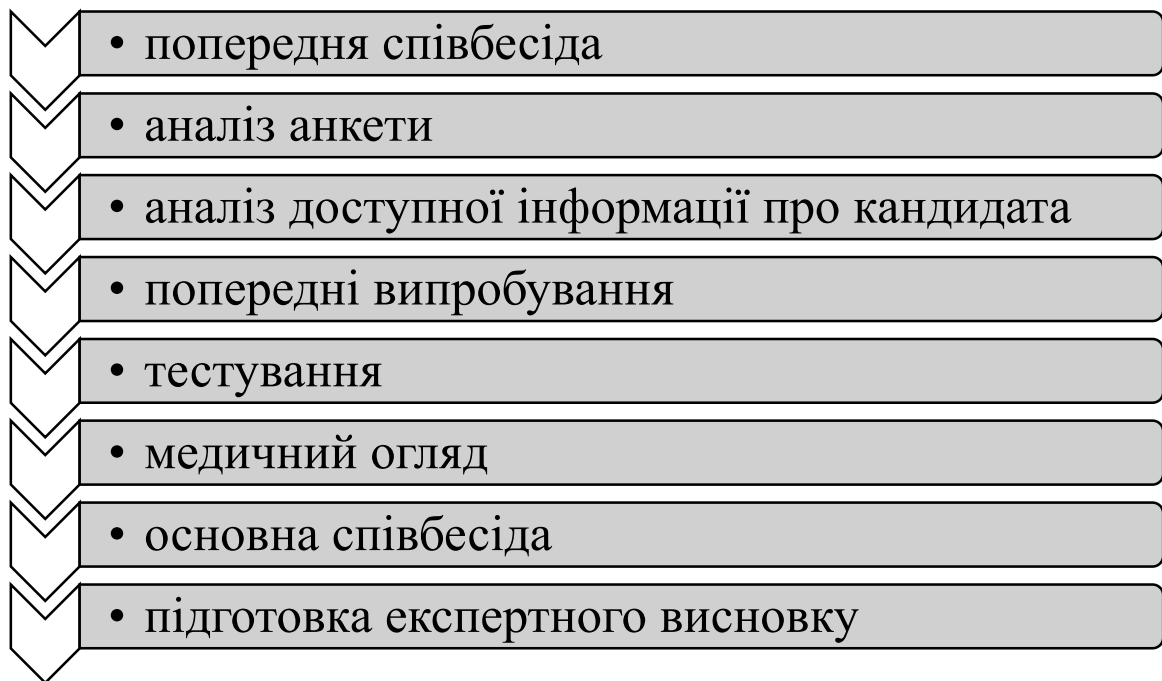 • попередня співбесіда
• аналіз анкети
• аналіз доступної інформації про кандидата
• попередні випробування
• тестування
• медичний огляд
• основна співбесіда
• підготовка експертного висновку